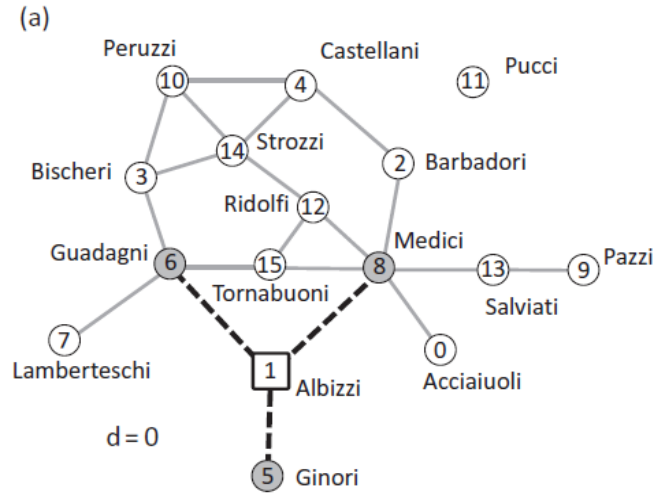 (a)
Peruzzi
Castellani
10
4
11
Pucci
14
Strozzi
Bischeri
3
2
Barbadori
Ridolfi
12
Guadagni
Medici
6
15
8
13
9
Pazzi
Tornabuoni
Salviati
7
0
Lamberteschi
1
Acciaiuoli
Albizzi
d = 0
5
Ginori